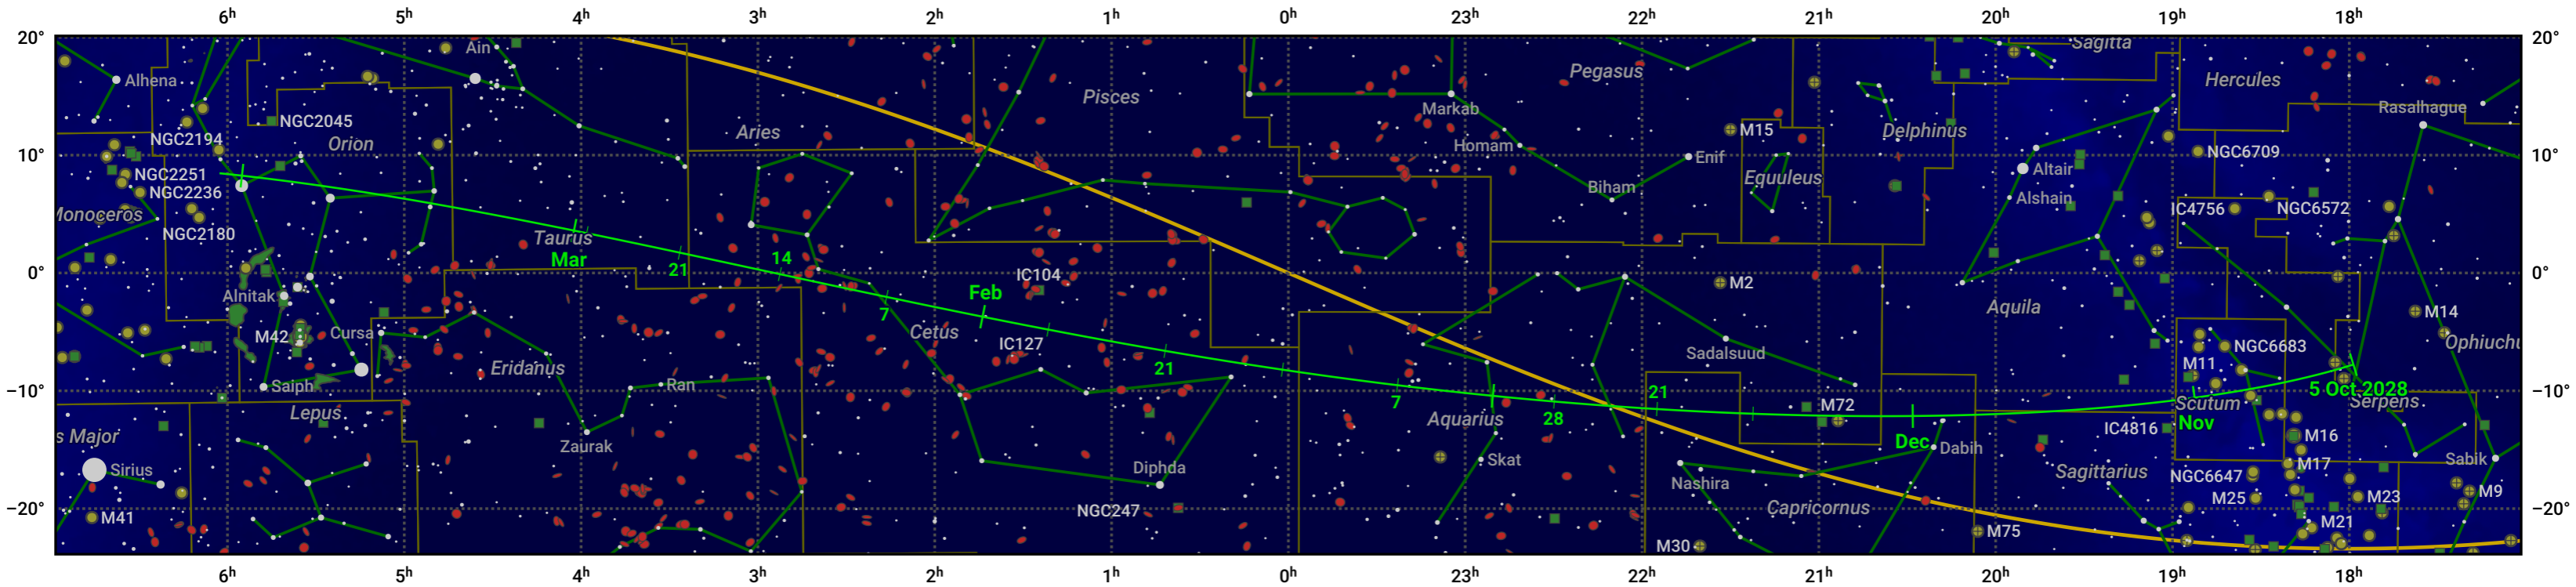 6ʰ 5ʰ 4ʰ 3ʰ 2ʰ 1ʰ 0ʰ 23ʰ 22ʰ 21ʰ 20ʰ 19ʰ 18ʰ
20° 20°
Ain Sagitta
Pegasus
Alhena Hercules
Pisces
Markab Rasalhague
NGC2045
Aries M15 Delphinus
NGC2194 Orion Homam NGC6709
10° 10°
Enif
NGC2251 Altair
Equuleus
NGC2236 Biham Alshain
Monoceros IC4756 NGC6572
NGC2180
Taurus
Mar 14
21 Aquila
0° 0°
IC104 M2
Alnitak Feb
7 M14
M42 Cursa Cetus
IC127 Sadalsuud NGC6683 Ophiuchu
Eridanus 21 M11
Saiph Ran
−10° 21 5 Oct 2028 −10°
7 Scutum Serpens
Lepus Aquarius 28 M72 Nov
s Major Dec IC4816 M16
Zaurak Dabih
Sirius Diphda Skat Sagittarius M17 Sabik
Nashira NGC6647
M25 M23 M9
−20° M41 NGC247 Capricornus −20°
M21
M75
M30
6ʰ 5ʰ 4ʰ 3ʰ 2ʰ 1ʰ 0ʰ 23ʰ 22ʰ 21ʰ 20ʰ 19ʰ 18ʰ